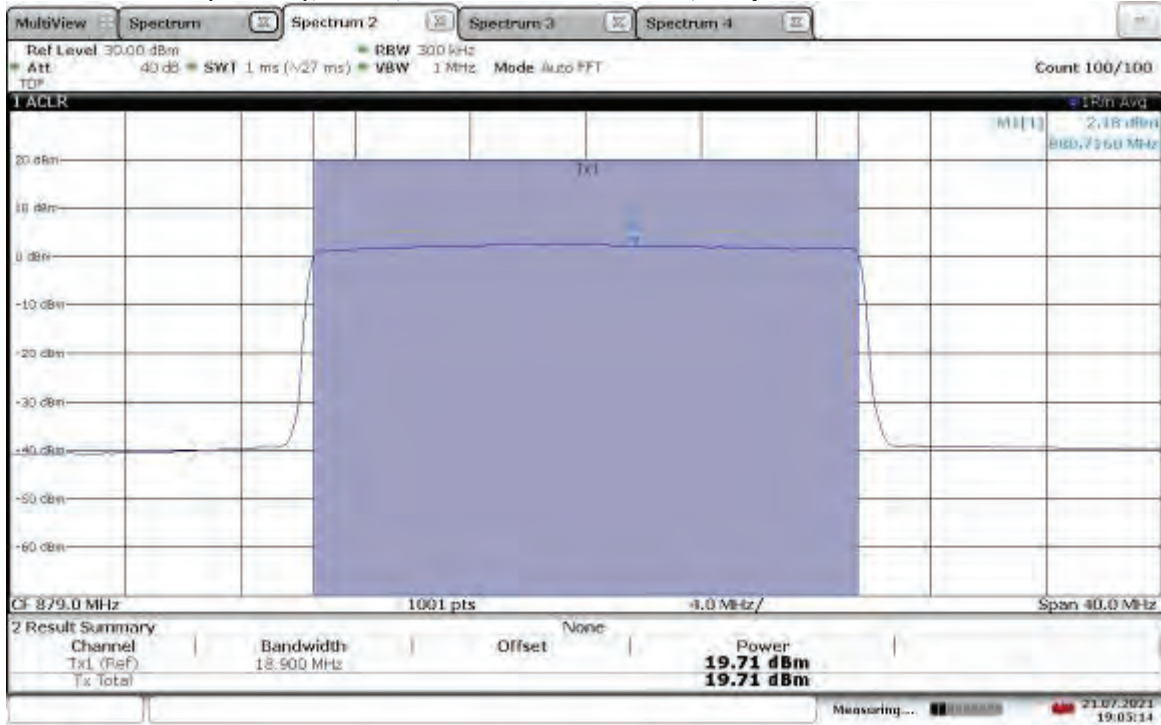 MultiView Spectrum Spectrum 2 Spectrum 3 Spectrum 4
Ref Level 30.00 dBm RBW 300 kHz
Att 40 dB SWT 1 ms (~27 ms) VBW 1 MHz Mode Auto FFT Count 100/100
TDF
1 ACLR 1Rm Avg
M1[1] 2.18 dBm
880.7160 MHz
20 dBm
Tx1
10 dBm
0 dBm
-10 dBm
-20 dBm
-30 dBm
-40 dBm
-50 dBm
-60 dBm
CF 879.0 MHz 1001 pts 4.0 MHz/ Span 40.0 MHz
2 Result Summary None
Channel Bandwidth Offset Power
Tx1 (Ref) 18.900 MHz 19.71 dBm
Tx Total 19.71 dBm
Measuring... 21.07.2021
19:05:14